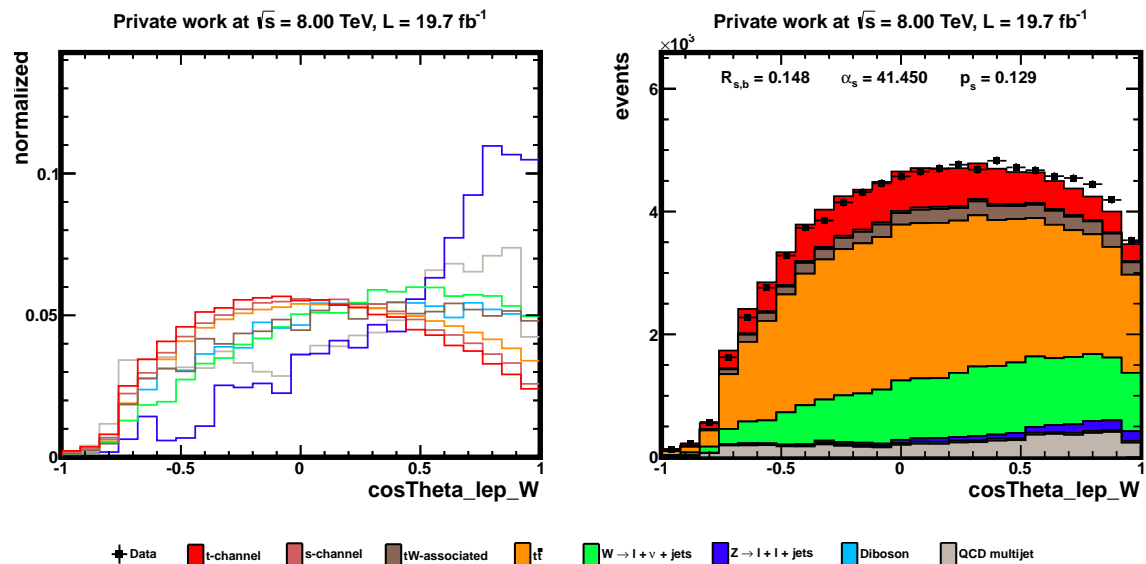 Private work at √s = 8.00 TeV, L = 19.7 fb⁻¹
normalized
0.1
0.05
0
-1 -0.5 0 0.5 1
cosTheta_lep_W
Private work at √s = 8.00 TeV, L = 19.7 fb⁻¹
×10³
events
R_{s,b} = 0.148 α_s = 41.450 p_s = 0.129
6
4
2
0
-1 -0.5 0 0.5 1
cosTheta_lep_W
Data t-channel s-channel tW-associated tt̄ W → l + ν + jets Z → l + l + jets Diboson QCD multijet